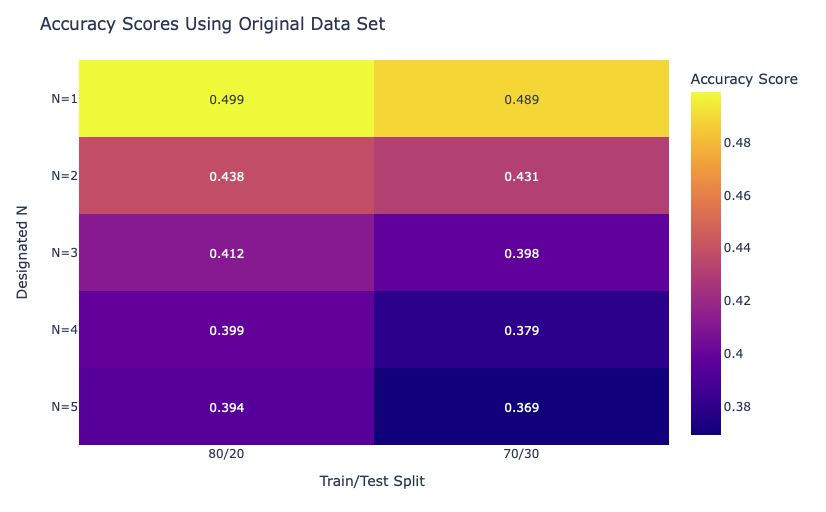 Accuracy Scores Using Original Data Set
Accuracy Score
N=1
0.499
0.489
0.48
N=2
0.438
0.431
0.46
Designated N
N=3
0.412
0.398
0.44
0.42
N=4
0.399
0.379
0.4
N=5
0.394
0.369
0.38
80/20
70/30
Train/Test Split